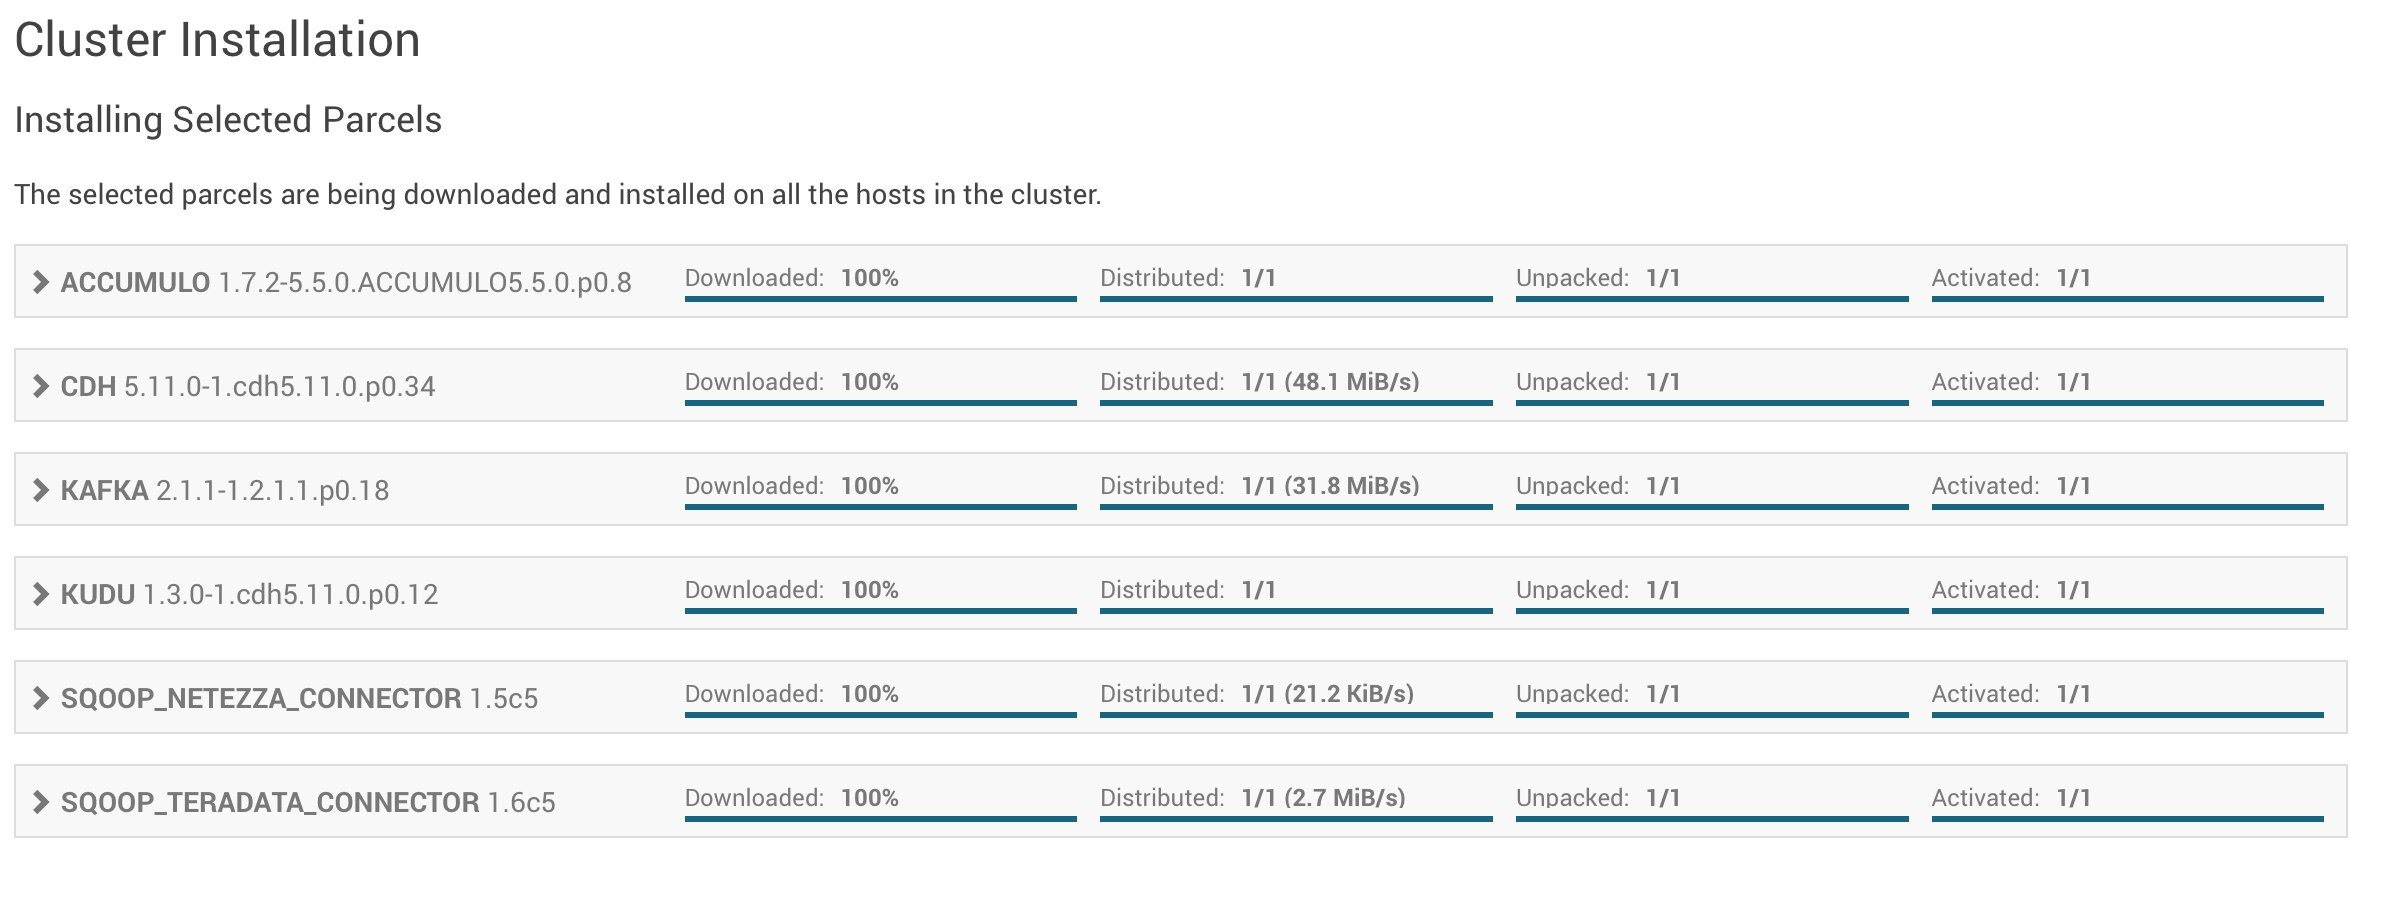 Cluster Installation
Installing Selected Parcels
The selected parcels are being downloaded and installed on all the hosts in the cluster.
ACCUMULO 1.7.2-5.5.0.ACCUMULO5.5.0.p0.8 Downloaded: 100% Distributed: 1/1 Unpacked: 1/1 Activated: 1/1
CDH 5.11.0-1.cdh5.11.0.p0.34 Downloaded: 100% Distributed: 1/1 (48.1 MiB/s) Unpacked: 1/1 Activated: 1/1
KAFKA 2.1.1-1.2.1.1.p0.18 Downloaded: 100% Distributed: 1/1 (31.8 MiB/s) Unpacked: 1/1 Activated: 1/1
KUDU 1.3.0-1.cdh5.11.0.p0.12 Downloaded: 100% Distributed: 1/1 Unpacked: 1/1 Activated: 1/1
SQOOP_NETEZZA_CONNECTOR 1.5c5 Downloaded: 100% Distributed: 1/1 (21.2 KiB/s) Unpacked: 1/1 Activated: 1/1
SQOOP_TERADATA_CONNECTOR 1.6c5 Downloaded: 100% Distributed: 1/1 (2.7 MiB/s) Unpacked: 1/1 Activated: 1/1